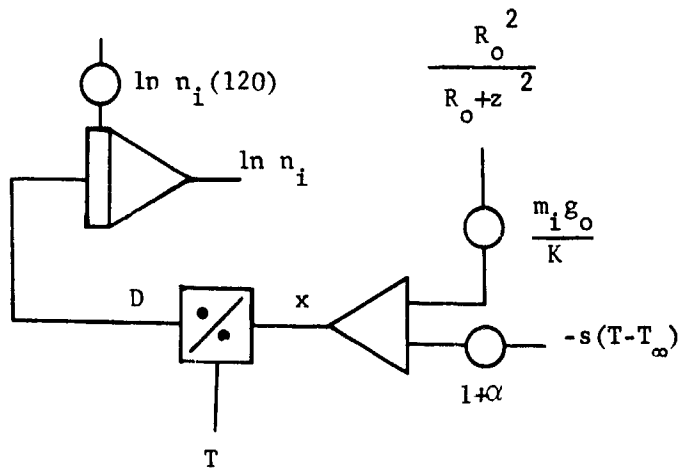 R_o^2
R_o+z^2
ln n_i(120)
ln n_i
m_i g_o
K
D
x
-s(T-T_∞)
1+α
T